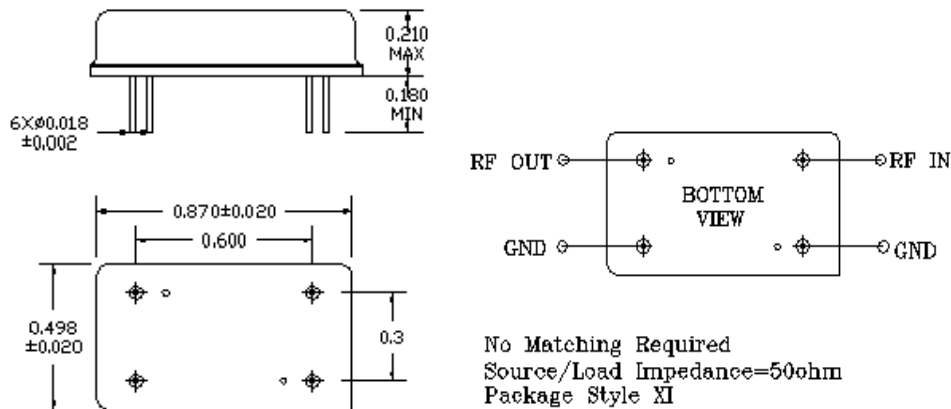 0.210
MAX
0.180
MIN
6XØ0.018
±0.002
0.870±0.020
0.600
0.498
±0.020
0.3
RF OUT
RF IN
BOTTOM
VIEW
GND
GND
No Matching Required
Source/Load Impedance=50ohm
Package Style XI